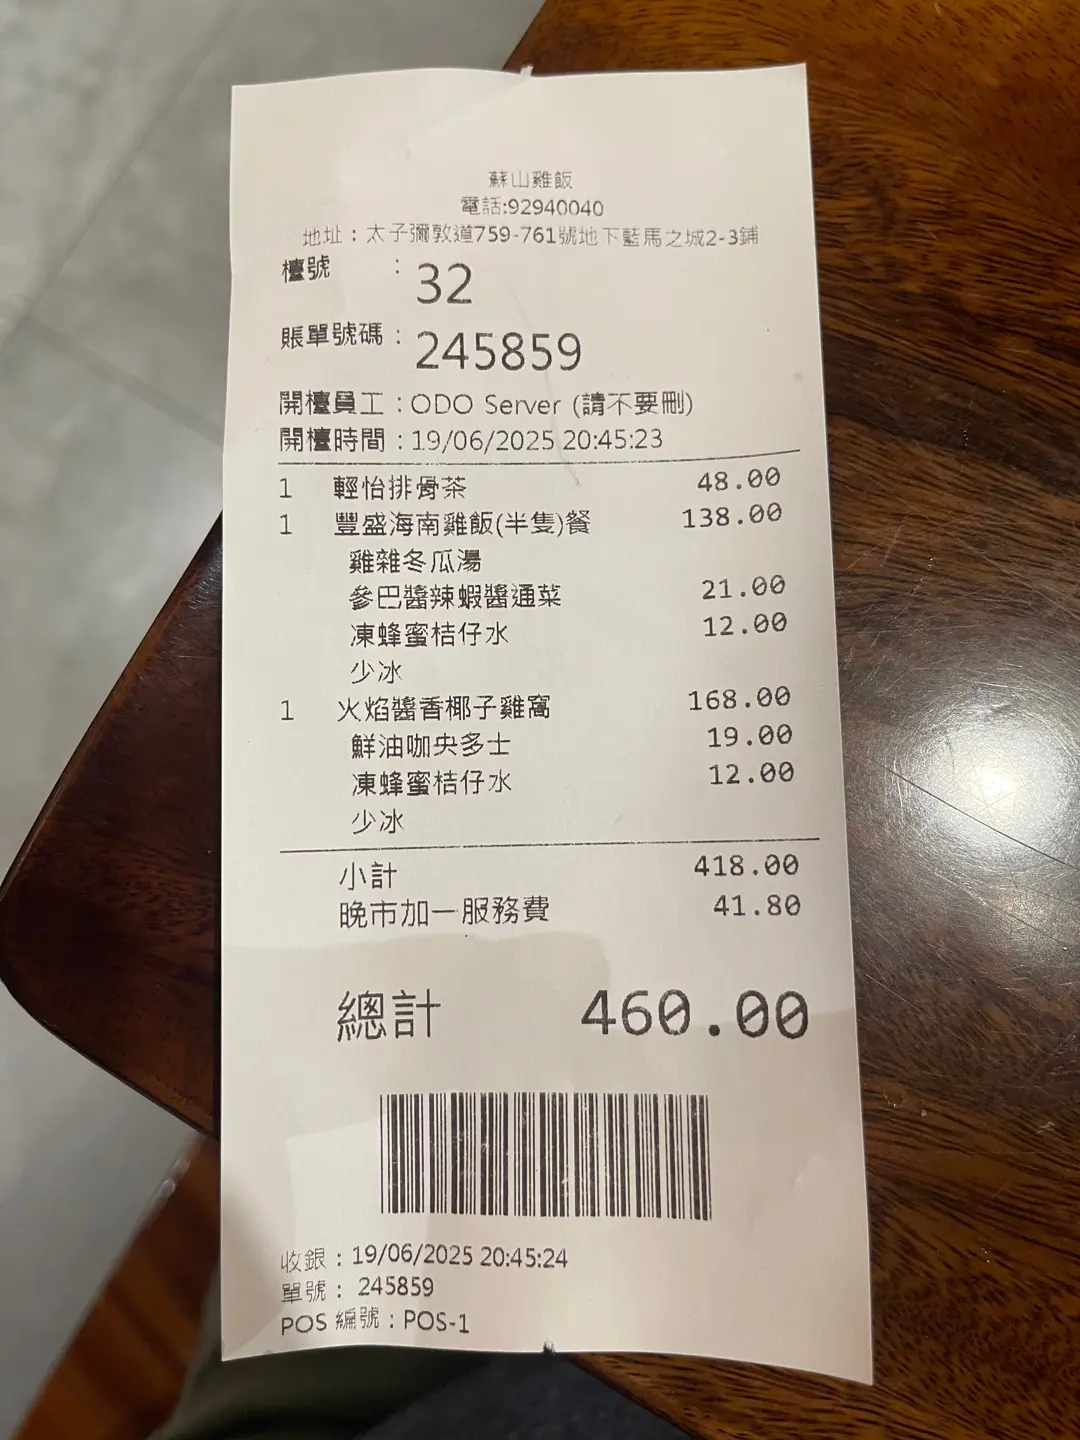 蘇山雞飯
電話:92940040
地址：太子彌敦道759-761號地下藍馬之城2-3鋪
檯號 : 32
賬單號碼 : 245859
開檯員工 : ODO Server (請不要刪)
開檯時間 : 19/06/2025 20:45:23
1 輕怡排骨茶 48.00
1 豐盛海南雞飯(半隻)餐 138.00
雞雜冬瓜湯
參巴醬辣蝦醬通菜 21.00
凍蜂蜜桔仔水 12.00
少冰
1 火焰醬香椰子雞窩 168.00
鮮油咖央多士 19.00
凍蜂蜜桔仔水 12.00
少冰
小計 418.00
晚市加一服務費 41.80
總計 460.00
收銀 : 19/06/2025 20:45:24
單號 : 245859
POS 編號 : POS-1